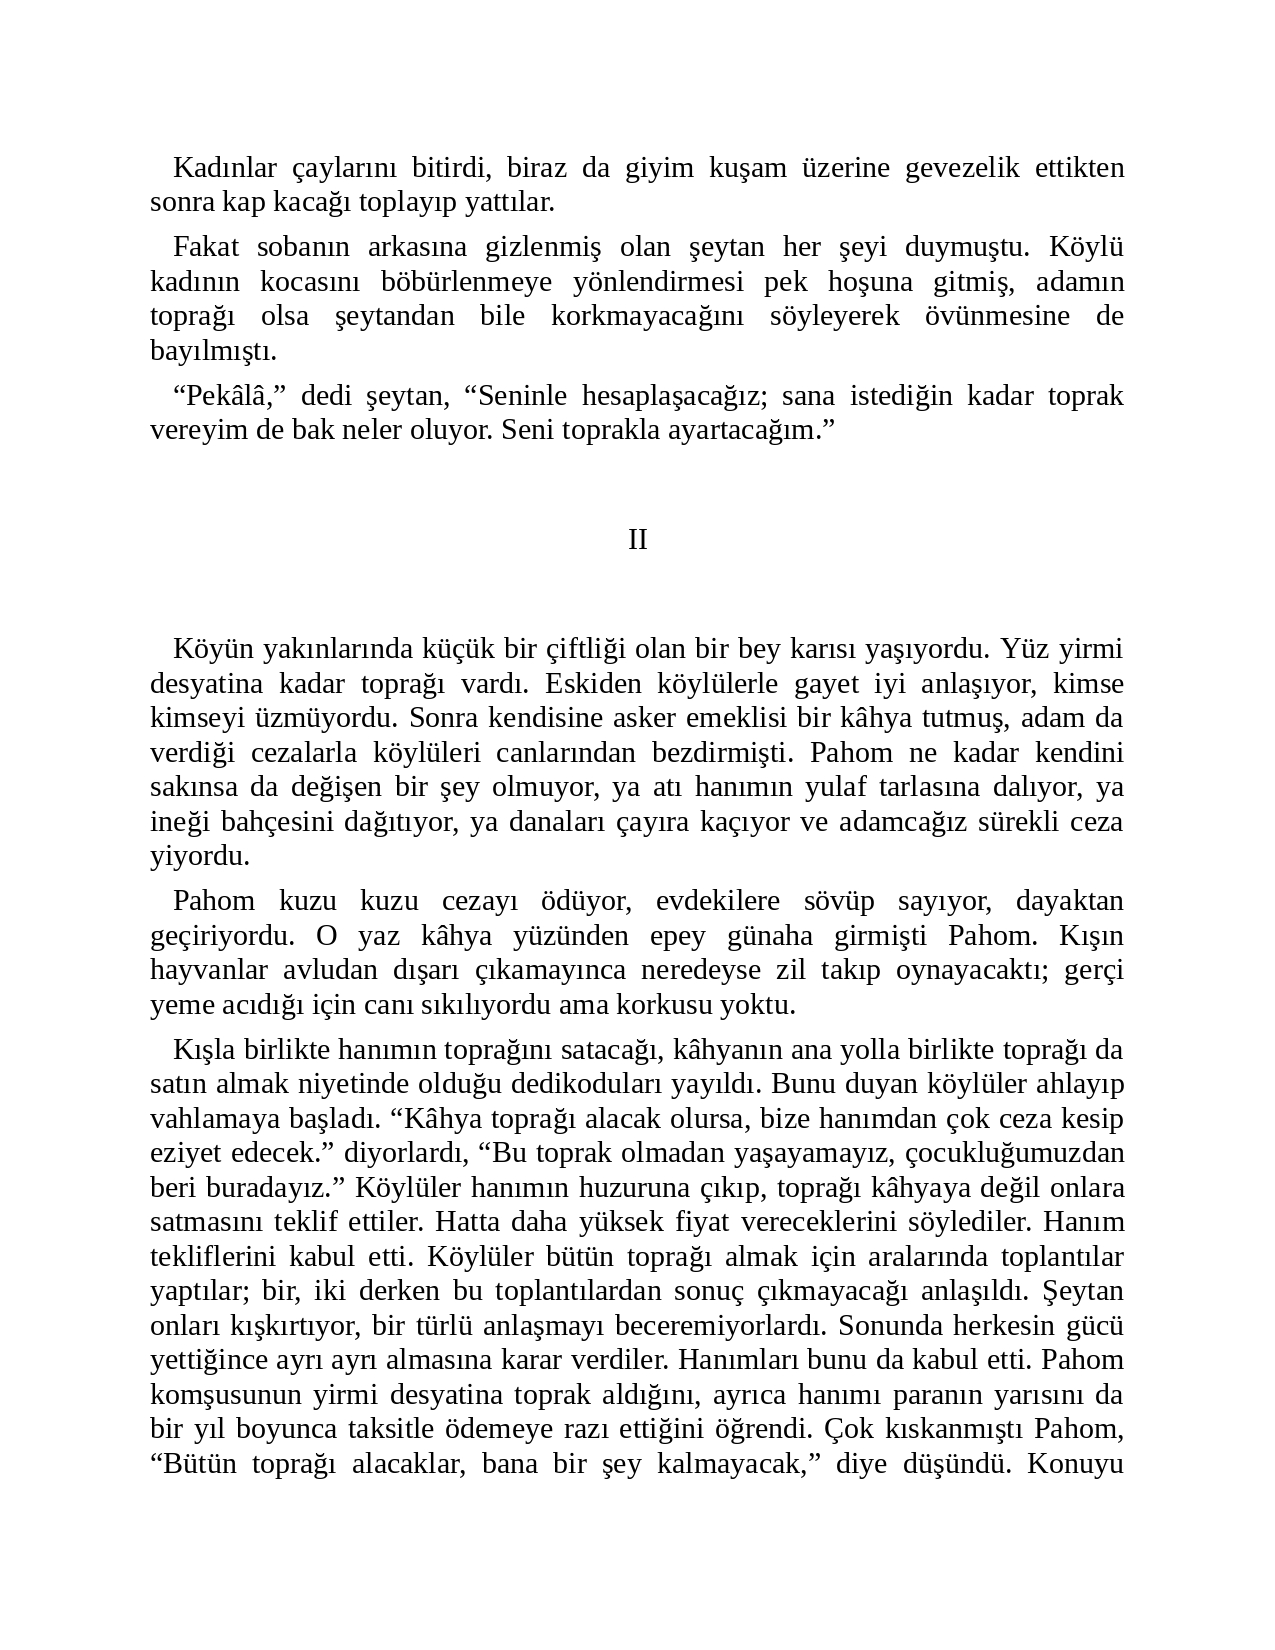 Kadınlar çaylarını bitirdi, biraz da giyim kuşam üzerine gevezelik ettikten
sonra kap kacağı toplayıp yattılar.
Fakat sobanın arkasına gizlenmiş olan şeytan her şeyi duymuştu. Köylü
kadının kocasını böbürlenmeye yönlendirmesi pek hoşuna gitmiş, adamın
toprağı olsa şeytandan bile korkmayacağını söyleyerek övünmesine de
bayılmıştı.
“Pekâlâ,” dedi şeytan, “Seninle hesaplaşacağız; sana istediğin kadar toprak
vereyim de bak neler oluyor. Seni toprakla ayartacağım.”
II
Köyün yakınlarında küçük bir çiftliği olan bir bey karısı yaşıyordu. Yüz yirmi
desyatina kadar toprağı vardı. Eskiden köylülerle gayet iyi anlaşıyor, kimse
kimseyi üzmüyordu. Sonra kendisine asker emeklisi bir kâhya tutmuş, adam da
verdiği cezalarla köylüleri canlarından bezdirmişti. Pahom ne kadar kendini
sakınsa da değişen bir şey olmuyor, ya atı hanımın yulaf tarlasına dalıyor, ya
ineği bahçesini dağıtıyor, ya danaları çayıra kaçıyor ve adamcağız sürekli ceza
yiyordu.
Pahom kuzu kuzu cezayı ödüyor, evdekilere sövüp sayıyor, dayaktan
geçiriyordu. O yaz kâhya yüzünden epey günaha girmişti Pahom. Kışın
hayvanlar avludan dışarı çıkamayınca neredeyse zil takıp oynayacaktı; gerçi
yeme acıdığı için canı sıkılıyordu ama korkusu yoktu.
Kışla birlikte hanımın toprağını satacağı, kâhyanın ana yolla birlikte toprağı da
satın almak niyetinde olduğu dedikoduları yayıldı. Bunu duyan köylüler ahlayıp
vahlamaya başladı. “Kâhya toprağı alacak olursa, bize hanımdan çok ceza kesip
eziyet edecek.” diyorlardı, “Bu toprak olmadan yaşayamayız, çocukluğumuzdan
beri buradayız.” Köylüler hanımın huzuruna çıkıp, toprağı kâhyaya değil onlara
satmasını teklif ettiler. Hatta daha yüksek fiyat vereceklerini söylediler. Hanım
tekliflerini kabul etti. Köylüler bütün toprağı almak için aralarında toplantılar
yaptılar; bir, iki derken bu toplantılardan sonuç çıkmayacağı anlaşıldı. Şeytan
onları kışkırtıyor, bir türlü anlaşmayı beceremiyorlardı. Sonunda herkesin gücü
yettiğince ayrı ayrı almasına karar verdiler. Hanımları bunu da kabul etti. Pahom
komşusunun yirmi desyatina toprak aldığını, ayrıca hanımı paranın yarısını da
bir yıl boyunca taksitle ödemeye razı ettiğini öğrendi. Çok kıskanmıştı Pahom,
“Bütün toprağı alacaklar, bana bir şey kalmayacak,” diye düşündü. Konuyu